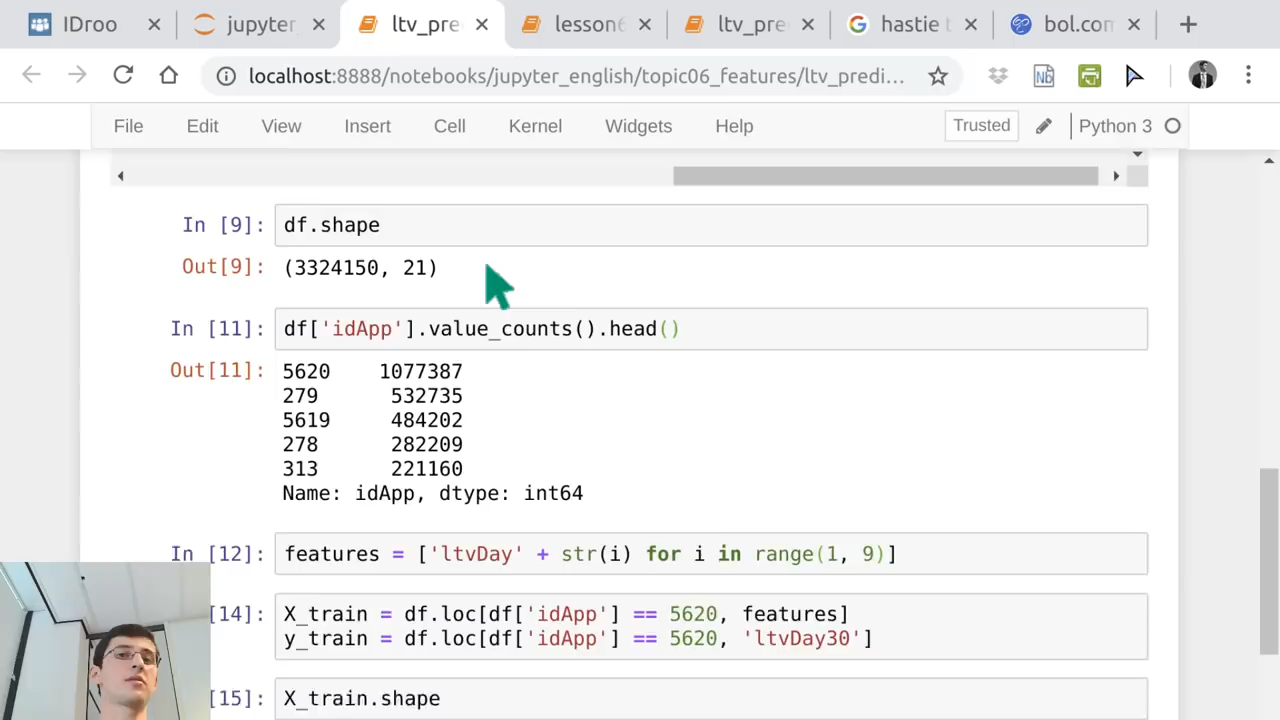 IDroo
jupyter_
ltv_pre
lesson6
ltv_pre
hastie t
bol.com
localhost:8888/notebooks/jupyter_english/topic06_features/ltv_predi...
File Edit View Insert Cell Kernel Widgets Help Trusted Python 3
In [9]: df.shape
Out[9]: (3324150, 21)
In [11]: df['idApp'].value_counts().head()
Out[11]: 5620 1077387
279 532735
5619 484202
278 282209
313 221160
Name: idApp, dtype: int64
In [12]: features = ['ltvDay' + str(i) for i in range(1, 9)]
[14]: X_train = df.loc[df['idApp'] == 5620, features]
y_train = df.loc[df['idApp'] == 5620, 'ltvDay30']
[15]: X_train.shape